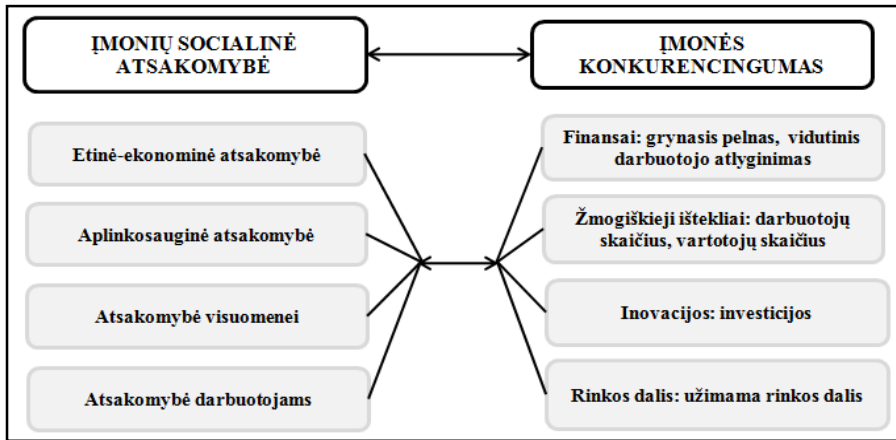 ĮMONIŲ SOCIALINĖ
ATSAKOMYBĖ
ĮMONĖS
KONKURENCINGUMAS
Etinė-ekonominė atsakomybė
Aplinkosauginė atsakomybė
Atsakomybė visuomenei
Atsakomybė darbuotojams
Finansai: grynasis pelnas, vidutinis
darbuotojo atlyginimas
Žmogiškieji ištekliai: darbuotojų
skaičius, vartotojų skaičius
Inovacijos: investicijos
Rinkos dalis: užimama rinkos dalis